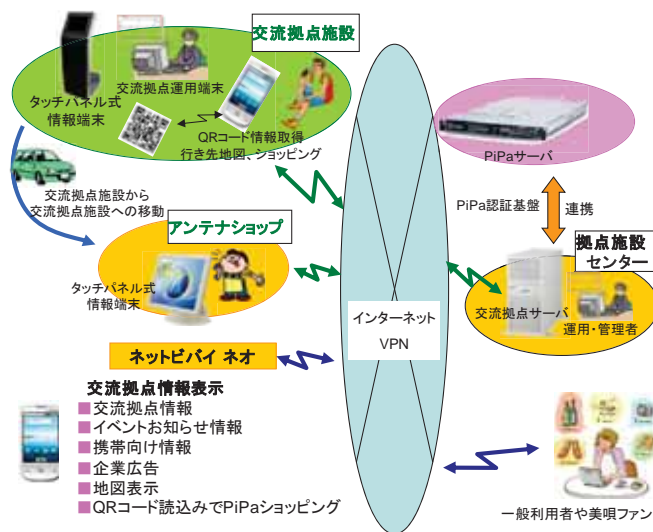 交流拠点施設
交流拠点運用端末
タッチパネル式
情報端末
QRコード情報取得
行き先地図、ショッピング
PiPaサーバ
交流拠点施設から
交流拠点施設への移動
PiPa認証基盤
連携
アンテナショップ
タッチパネル式
情報端末
拠点施設
センター
交流拠点サーバ
運用・管理者
インターネット
VPN
ネットビバイ ネオ
交流拠点情報表示
■交流拠点情報
■イベントお知らせ情報
■携帯向け情報
■企業広告
■地図表示
■QRコード読込みでPiPaショッピング
一般利用者や美唄ファン